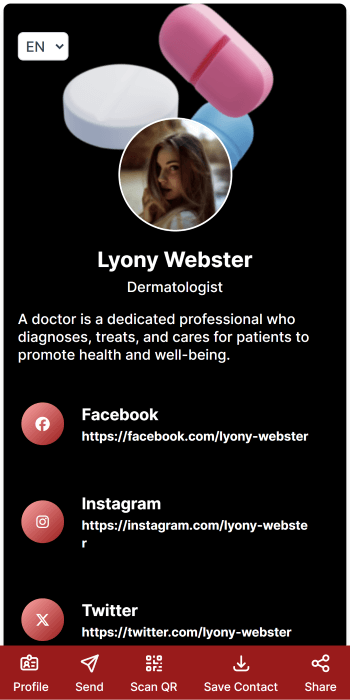 EN
Lyony Webster
Dermatologist
A doctor is a dedicated professional who
diagnoses, treats, and cares for patients to
promote health and well-being.
Facebook
https://facebook.com/lyony-webster
Instagram
https://instagram.com/lyony-webste
r
Twitter
https://twitter.com/lyony-webster
Profile Send Scan QR Save Contact Share